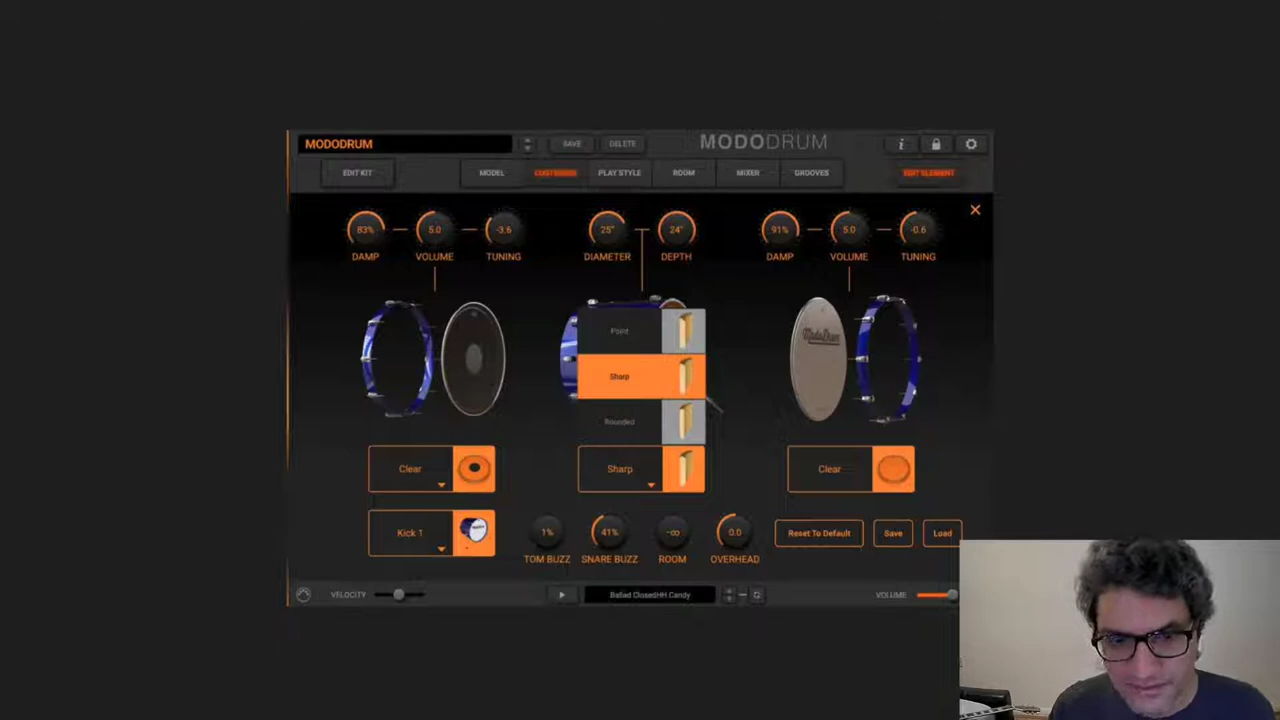 MODODRUM
SAVE
DELETE
MODODRUM
i
EDIT KIT
MODEL
CUSTOMIZE
PLAY STYLE
ROOM
MIXER
GROOVES
EDIT ELEMENT
83%
5.0
-3.6
25"
24"
91%
5.0
-0.6
DAMP
VOLUME
TUNING
DIAMETER
DEPTH
DAMP
VOLUME
TUNING
Point
Sharp
Rounded
ModoDrum
Clear
Sharp
Clear
Kick 1
1%
41%
-∞
0.0
Reset To Default
Save
Load
TOM BUZZ
SNARE BUZZ
ROOM
OVERHEAD
VELOCITY
Ballad ClosedHH Candy
VOLUME